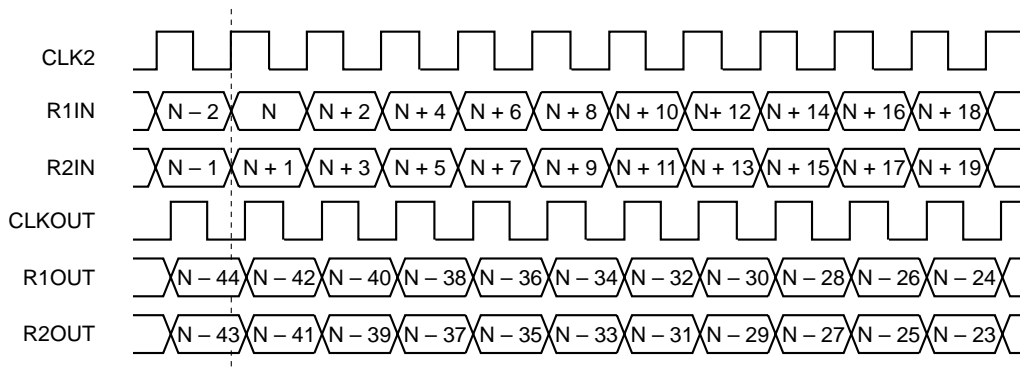 CLK2
R1IN N – 2 N N + 2 N + 4 N + 6 N + 8 N + 10 N+ 12 N + 14 N + 16 N + 18
R2IN N – 1 N + 1 N + 3 N + 5 N + 7 N + 9 N + 11 N + 13 N + 15 N + 17 N + 19
CLKOUT
R1OUT N – 44 N – 42 N – 40 N – 38 N – 36 N – 34 N – 32 N – 30 N – 28 N – 26 N – 24
R2OUT N – 43 N – 41 N – 39 N – 37 N – 35 N – 33 N – 31 N – 29 N – 27 N – 25 N – 23